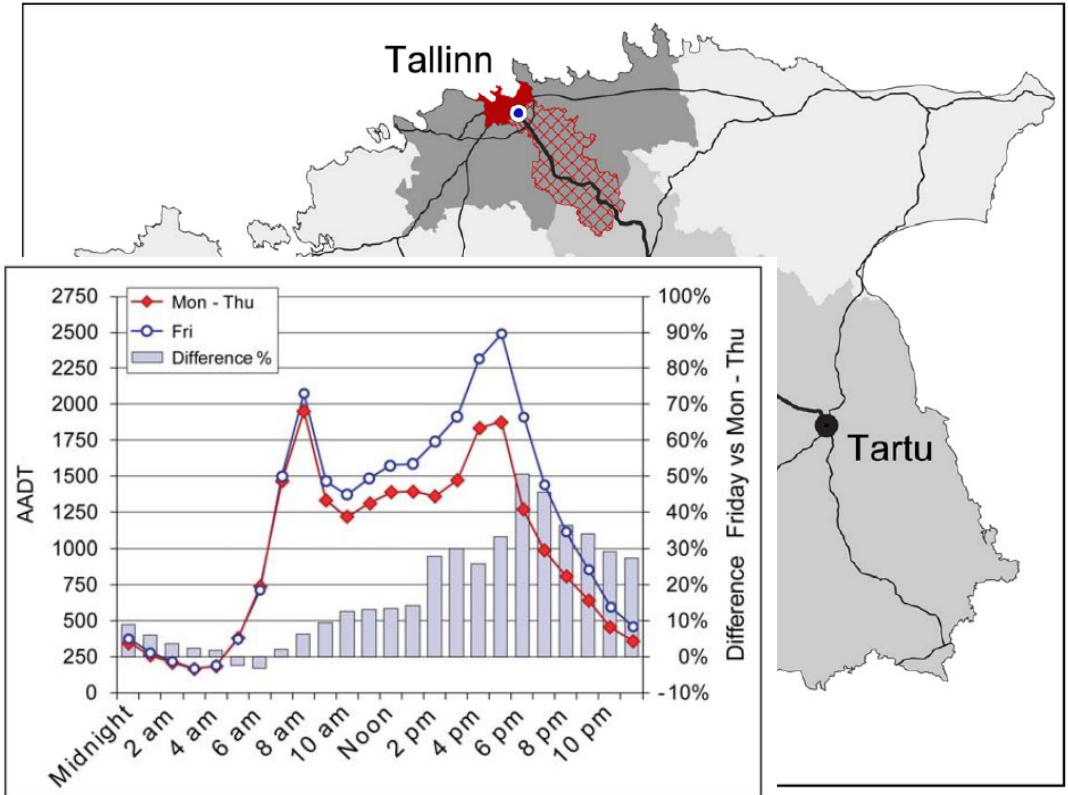 Tallinn
Tartu
2750
2500
2250
2000
1750
1500
1250
1000
750
500
250
0
AADT
Mon - Thu
Fri
Difference %
100%
90%
80%
70%
60%
50%
40%
30%
20%
10%
0%
-10%
Difference Friday vs Mon - Thu
Midnight
2 am
4 am
6 am
8 am
10 am
Noon
2 pm
4 pm
6 pm
8 pm
10 pm